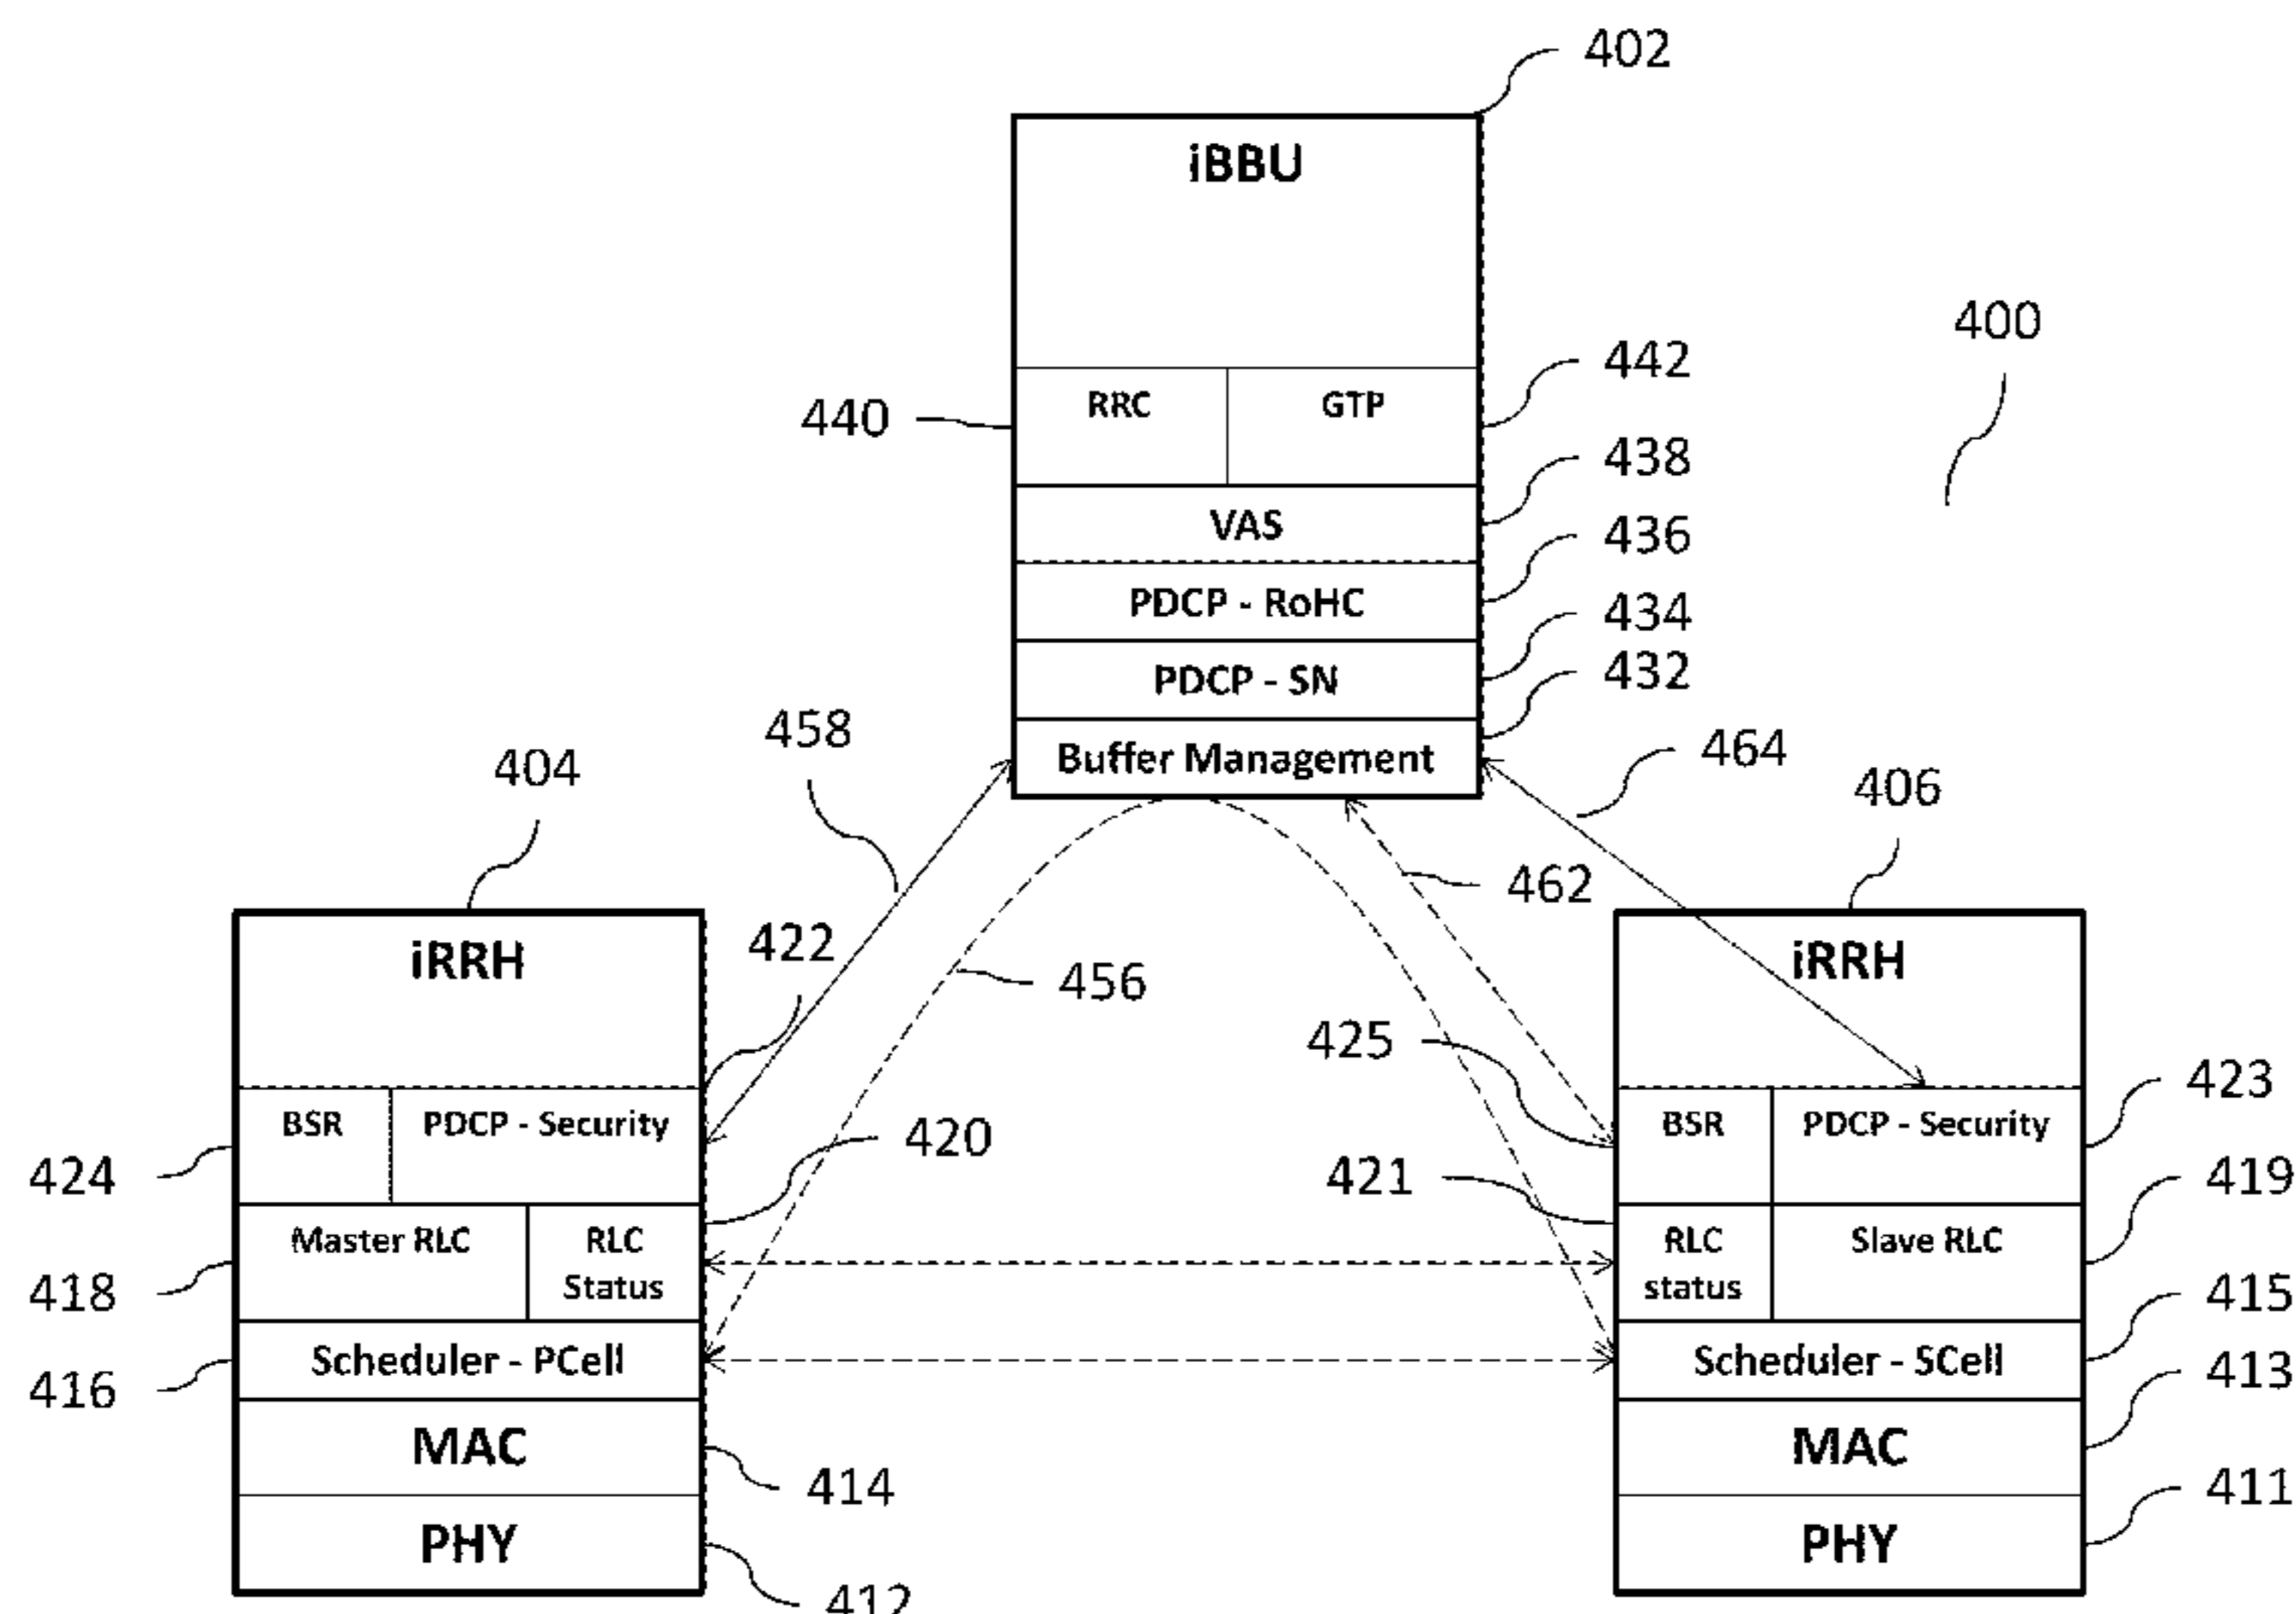 402
iBBU
400
442
RRC
GTP
440
438
VAS
436
PDCP - RoHC
434
PDCP - SN
432
458
Buffer Management
464
404
406
462
422
iRRH
iRRH
456
425
423
BSR
PDCP - Security
BSR
PDCP - Security
420
424
421
419
Master RLC
RLC
Status
RLC
status
Slave RLC
418
415
Scheduler - PCell
Scheduler - SCell
416
413
MAC
MAC
414
411
PHY
PHY
412